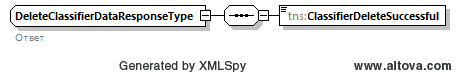 DeleteClassifierDataResponseType
tns:ClassifierDeleteSuccessful
Ответ
Generated by XMLSpy
www.altova.com